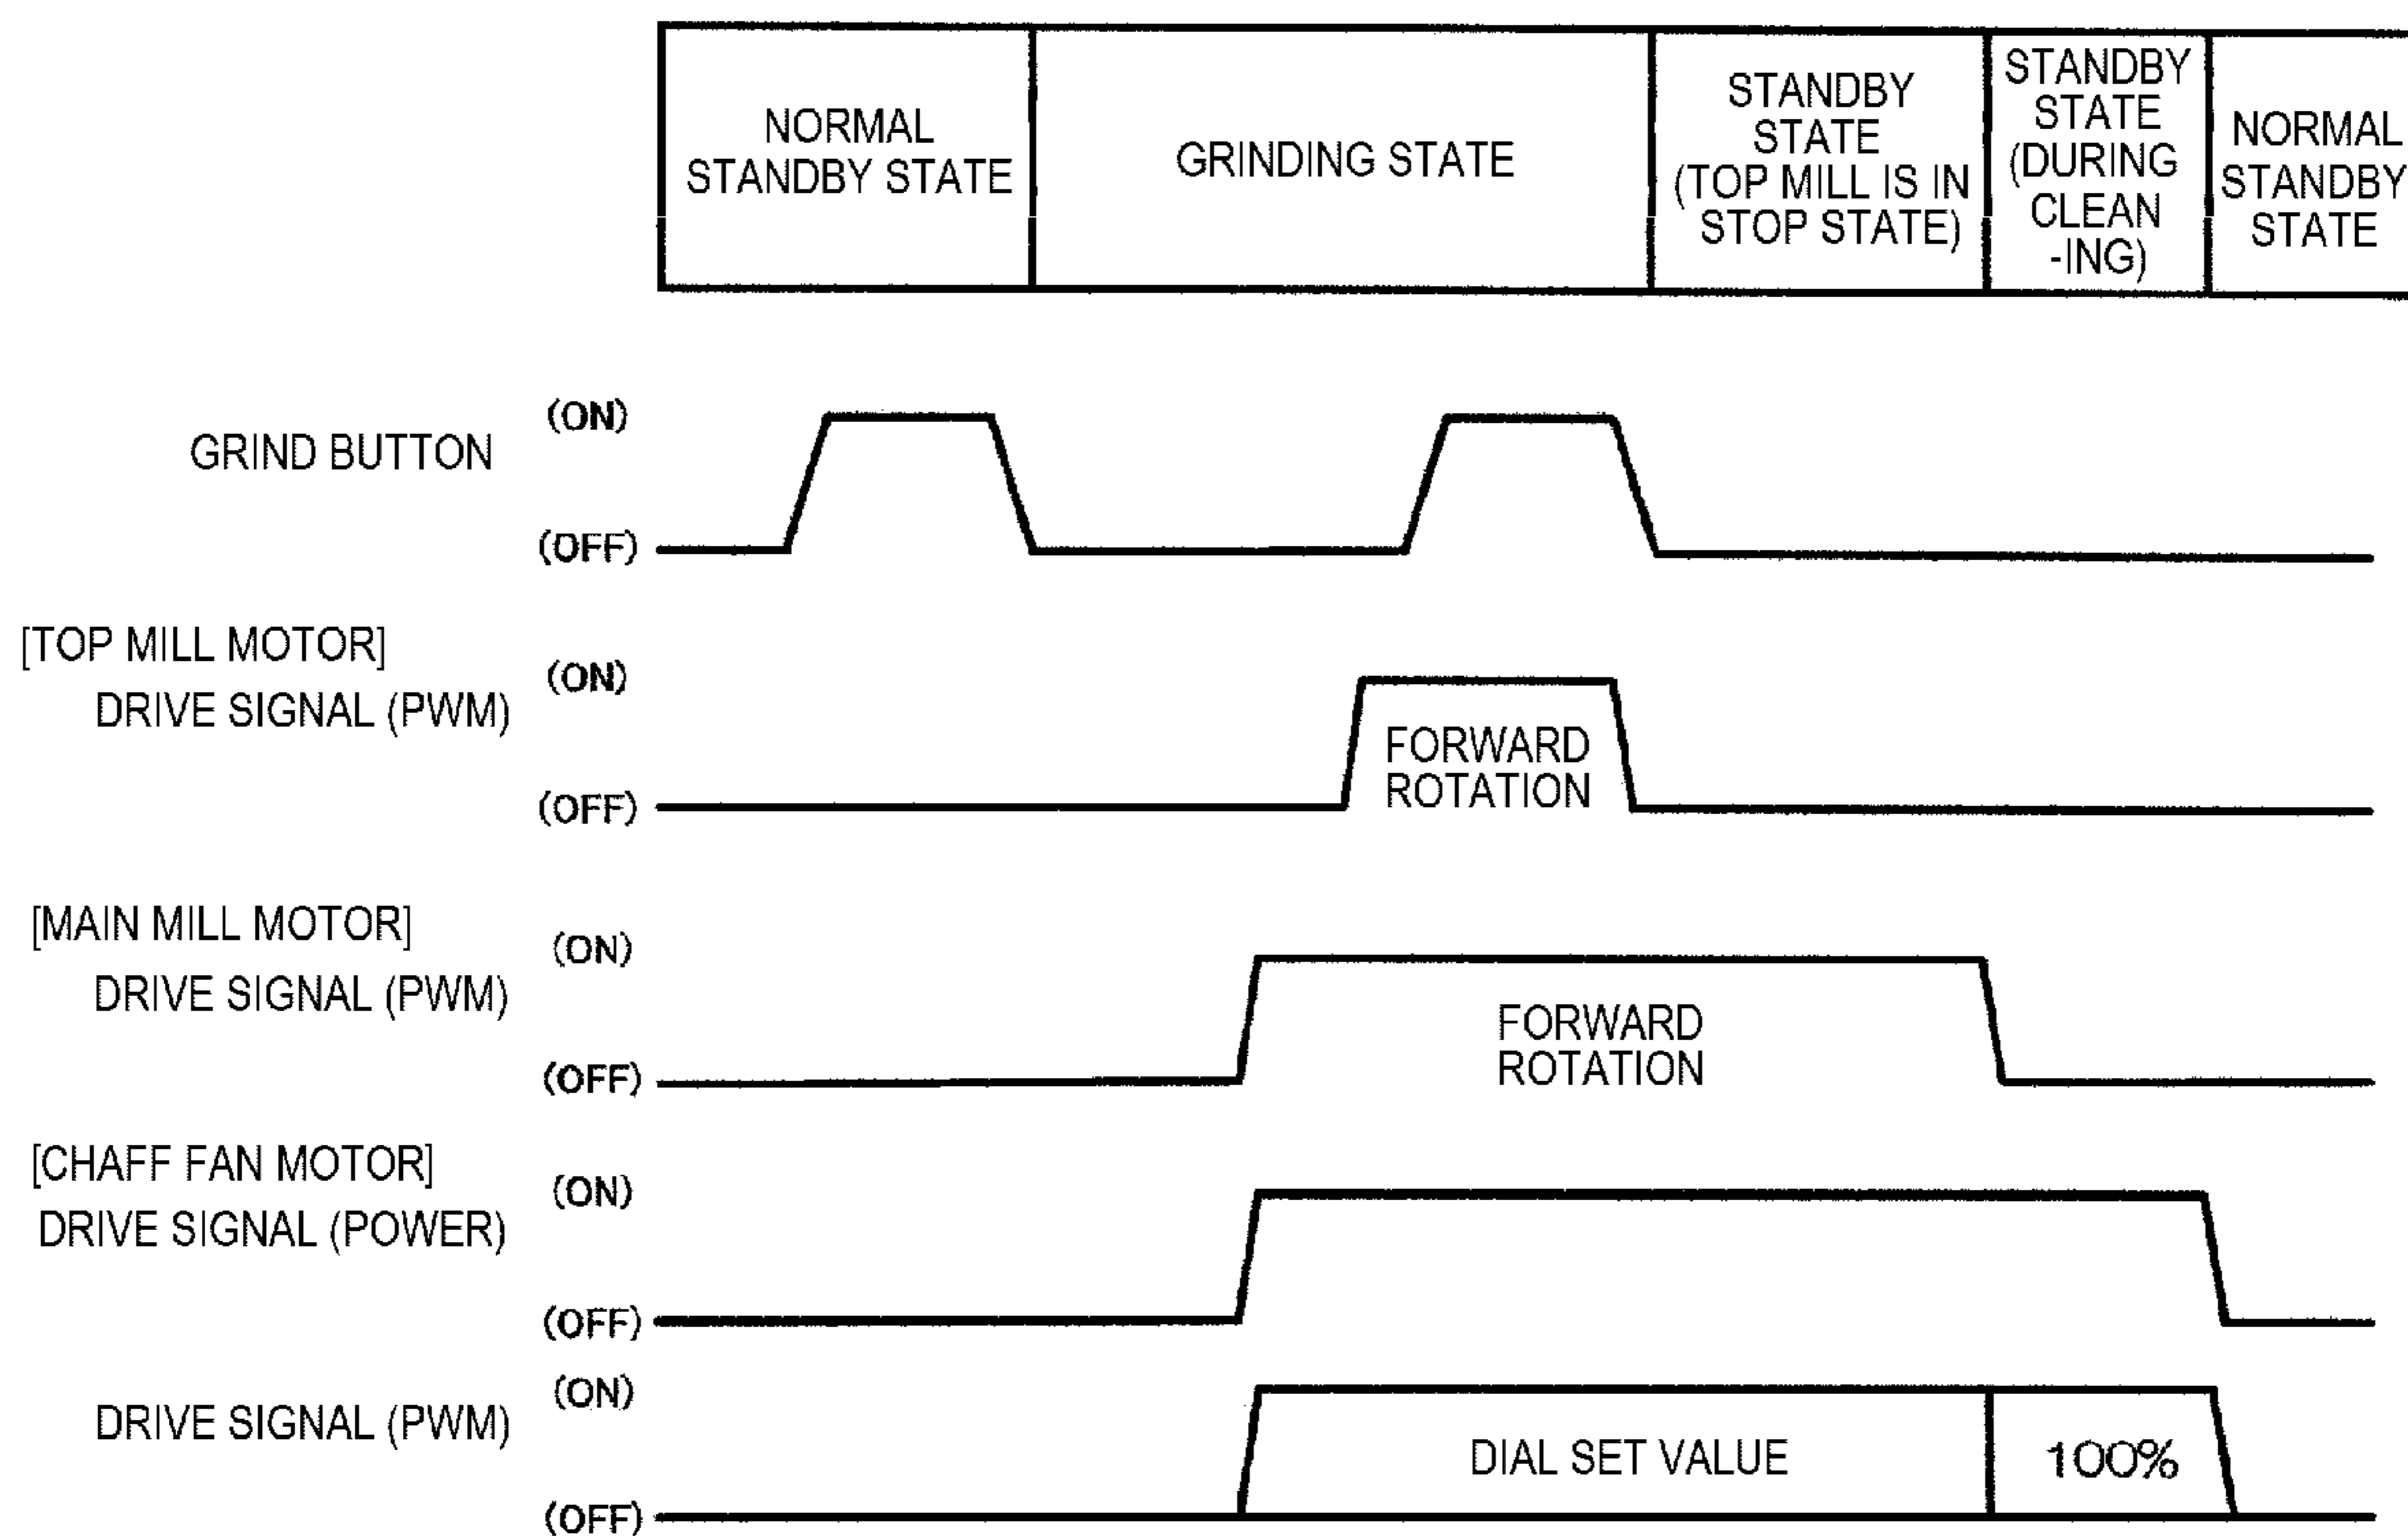 NORMAL
STANDBY STATE
GRINDING STATE
STANDBY
STATE
(TOP MILL IS IN
STOP STATE)
STANDBY
STATE
(DURING
CLEAN
-ING)
NORMAL
STANDBY
STATE
GRIND BUTTON
(ON)
(OFF)
[TOP MILL MOTOR]
DRIVE SIGNAL (PWM)
(ON)
(OFF)
FORWARD
ROTATION
[MAIN MILL MOTOR]
DRIVE SIGNAL (PWM)
(ON)
(OFF)
FORWARD
ROTATION
[CHAFF FAN MOTOR]
DRIVE SIGNAL (POWER)
(ON)
(OFF)
DRIVE SIGNAL (PWM)
(ON)
(OFF)
DIAL SET VALUE
100%